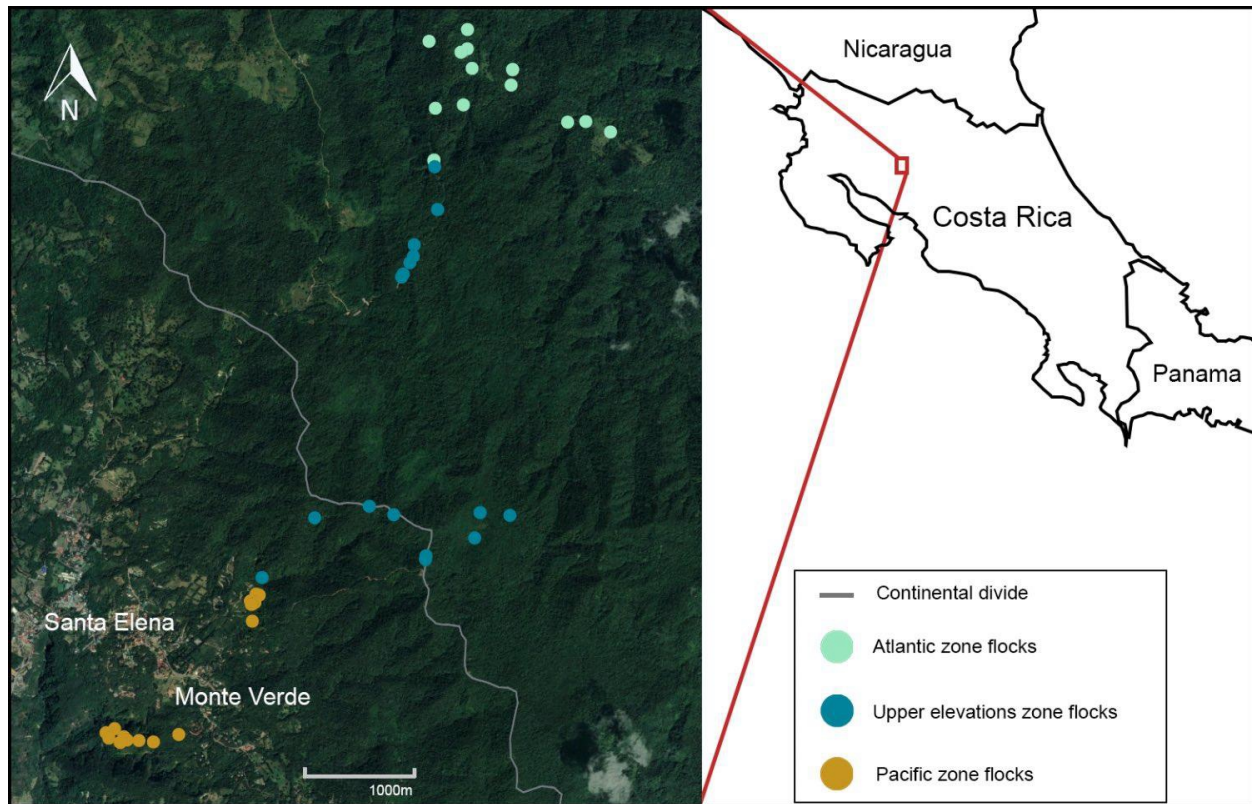 N
Santa Elena
Monte Verde
1000m
Nicaragua
Costa Rica
Panama
Continental divide
Atlantic zone flocks
Upper elevations zone flocks
Pacific zone flocks